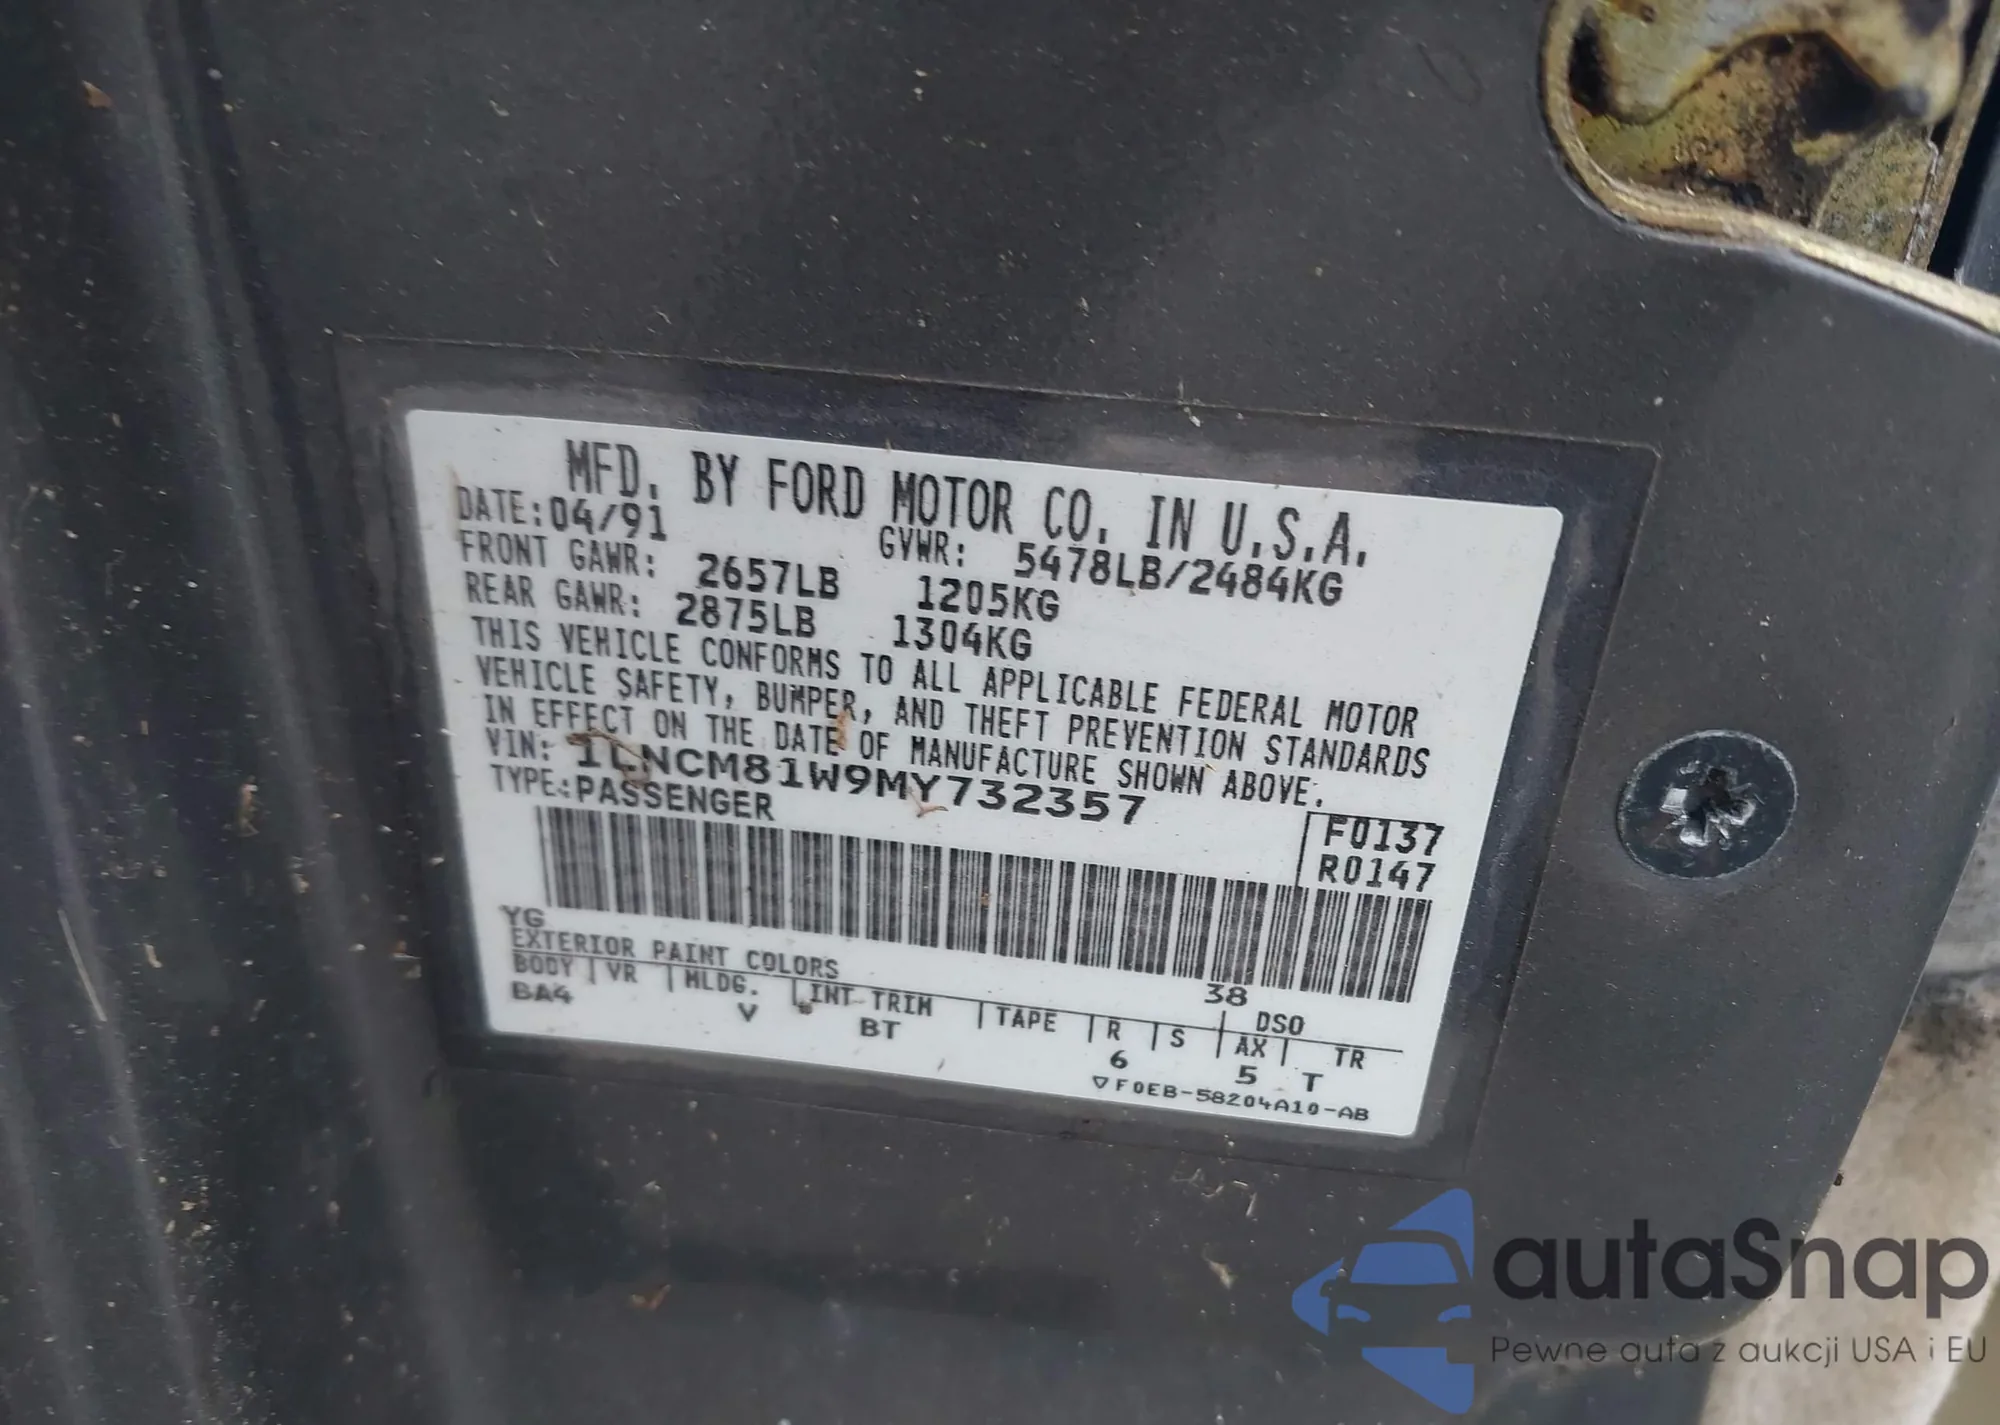 MFD. BY FORD MOTOR CO. IN U.S.A.
DATE: 04/91 GVWR: 5478LB/2484KG
FRONT GAWR: 2657LB 1205KG
REAR GAWR: 2875LB 1304KG
THIS VEHICLE CONFORMS TO ALL APPLICABLE FEDERAL MOTOR
VEHICLE SAFETY, BUMPER, AND THEFT PREVENTION STANDARDS
IN EFFECT ON THE DATE OF MANUFACTURE SHOWN ABOVE.
VIN: 1LNCM81W9MY732357
TYPE: PASSENGER
F0137
R0147
YG
38
EXTERIOR PAINT COLORS DSO
BODY VR MLDG. INT TRIM TAPE R S AX TR
BA4 V BT 6 5 T
▽F0EB-58204A10-AB
autaSnap
Pewne auta z aukcji USA i EU